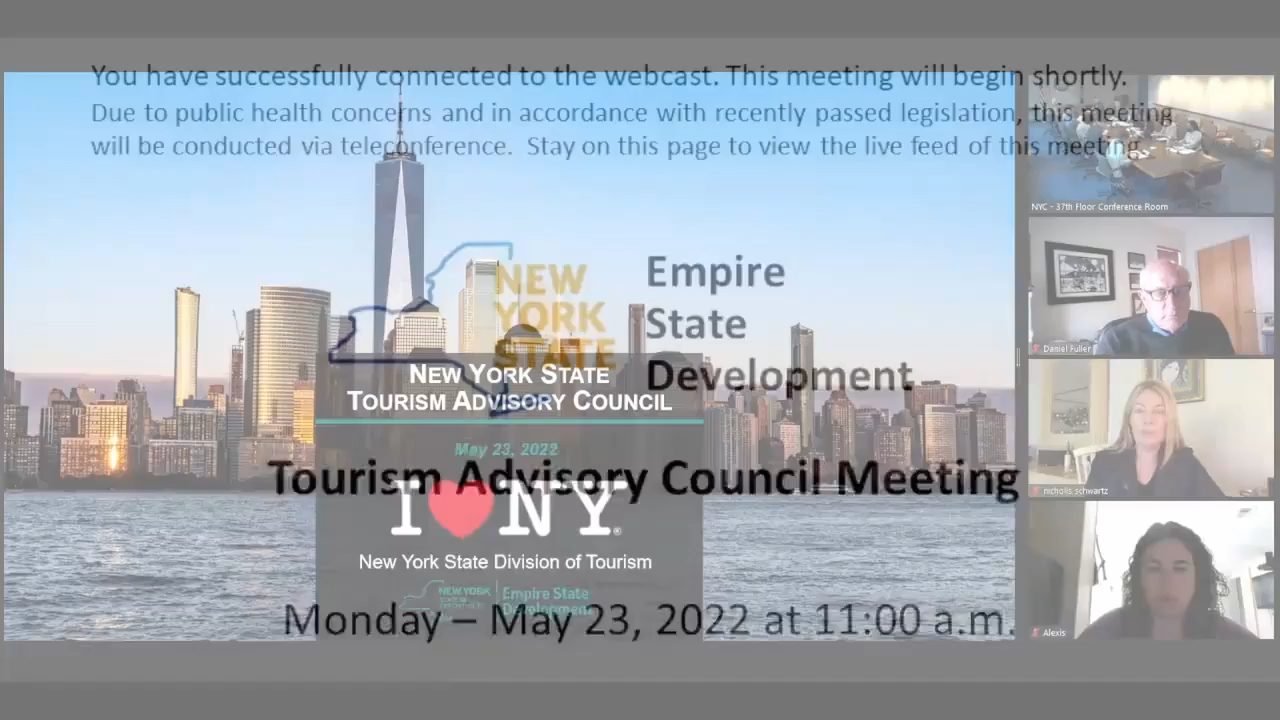 You have successfully connected to the webcast. This meeting will begin shortly.
Due to public health concerns and in accordance with recently passed legislation, this meeting
will be conducted via teleconference. Stay on this page to view the live feed of this meeting
NYC - 37th Floor Conference Room
NEW
YORK
STATE
Empire
State
Development
Daniel Fuller
NEW YORK STATE
TOURISM ADVISORY COUNCIL
May 23, 2022
Tourism Advisory Council Meeting
nicholis schwartz
I NY®
New York State Division of Tourism
NEW YORK
Empire State
Development
Monday – May 23, 2022 at 11:00 a.m.
Alexis